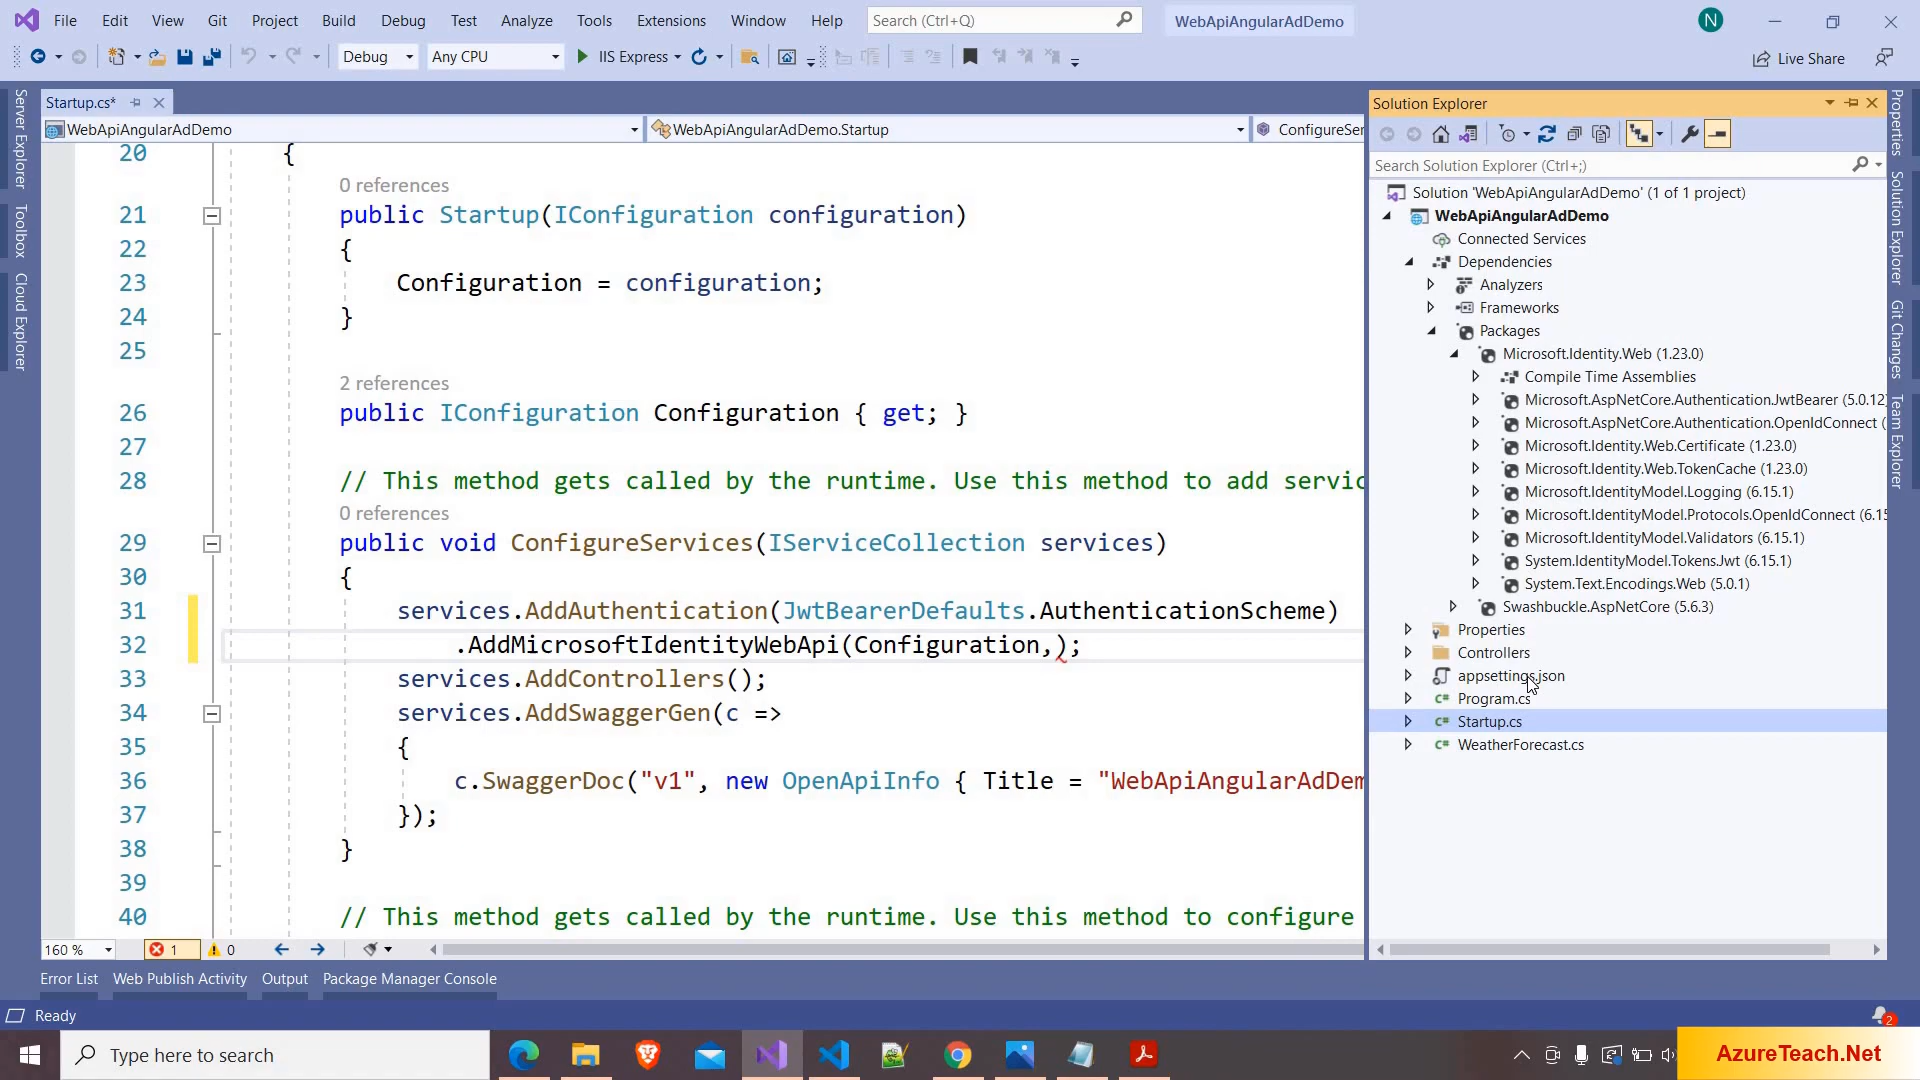 File Edit View Git Project Build Debug Test Analyze Tools Extensions Window Help Search (Ctrl+Q) WebApiAngularAdDemo N
Debug Any CPU IIS Express Live Share
Startup.cs*
WebApiAngularAdDemo WebApiAngularAdDemo.Startup ConfigureSer
Server Explorer
Toolbox
Cloud Explorer
20 {
0 references
21 public Startup(IConfiguration configuration)
22 {
23 Configuration = configuration;
24 }
25
2 references
26 public IConfiguration Configuration { get; }
27
28 // This method gets called by the runtime. Use this method to add servic
0 references
29 public void ConfigureServices(IServiceCollection services)
30 {
31 services.AddAuthentication(JwtBearerDefaults.AuthenticationScheme)
32 .AddMicrosoftIdentityWebApi(Configuration,);
33 services.AddControllers();
34 services.AddSwaggerGen(c =>
35 {
36 c.SwaggerDoc("v1", new OpenApiInfo { Title = "WebApiAngularAdDem
37 });
38 }
39
40 // This method gets called by the runtime. Use this method to configure
160 % 1 0
Solution Explorer
Search Solution Explorer (Ctrl+;)
Solution 'WebApiAngularAdDemo' (1 of 1 project)
WebApiAngularAdDemo
Connected Services
Dependencies
Analyzers
Frameworks
Packages
Microsoft.Identity.Web (1.23.0)
Compile Time Assemblies
Microsoft.AspNetCore.Authentication.JwtBearer (5.0.12)
Microsoft.AspNetCore.Authentication.OpenIdConnect (
Microsoft.Identity.Web.Certificate (1.23.0)
Microsoft.Identity.Web.TokenCache (1.23.0)
Microsoft.IdentityModel.Logging (6.15.1)
Microsoft.IdentityModel.Protocols.OpenIdConnect (6.15
Microsoft.IdentityModel.Validators (6.15.1)
System.IdentityModel.Tokens.Jwt (6.15.1)
System.Text.Encodings.Web (5.0.1)
Swashbuckle.AspNetCore (5.6.3)
Properties
Controllers
appsettings.json
Program.cs
Startup.cs
WeatherForecast.cs
Properties
Solution Explorer
Git Changes
Team Explorer
Error List Web Publish Activity Output Package Manager Console
Ready 2
Type here to search
AzureTeach.Net